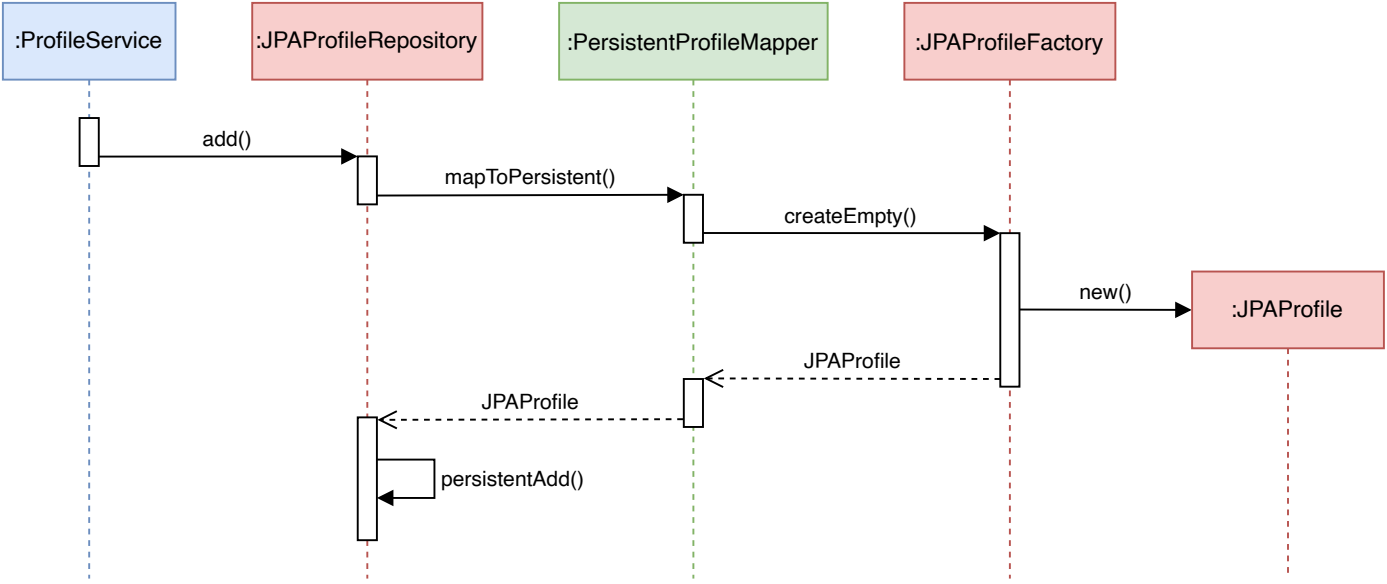 :ProfileService
:JPAProfileRepository
:PersistentProfileMapper
:JPAProfileFactory
add()
mapToPersistent()
createEmpty()
new()
:JPAProfile
JPAProfile
JPAProfile
persistentAdd()